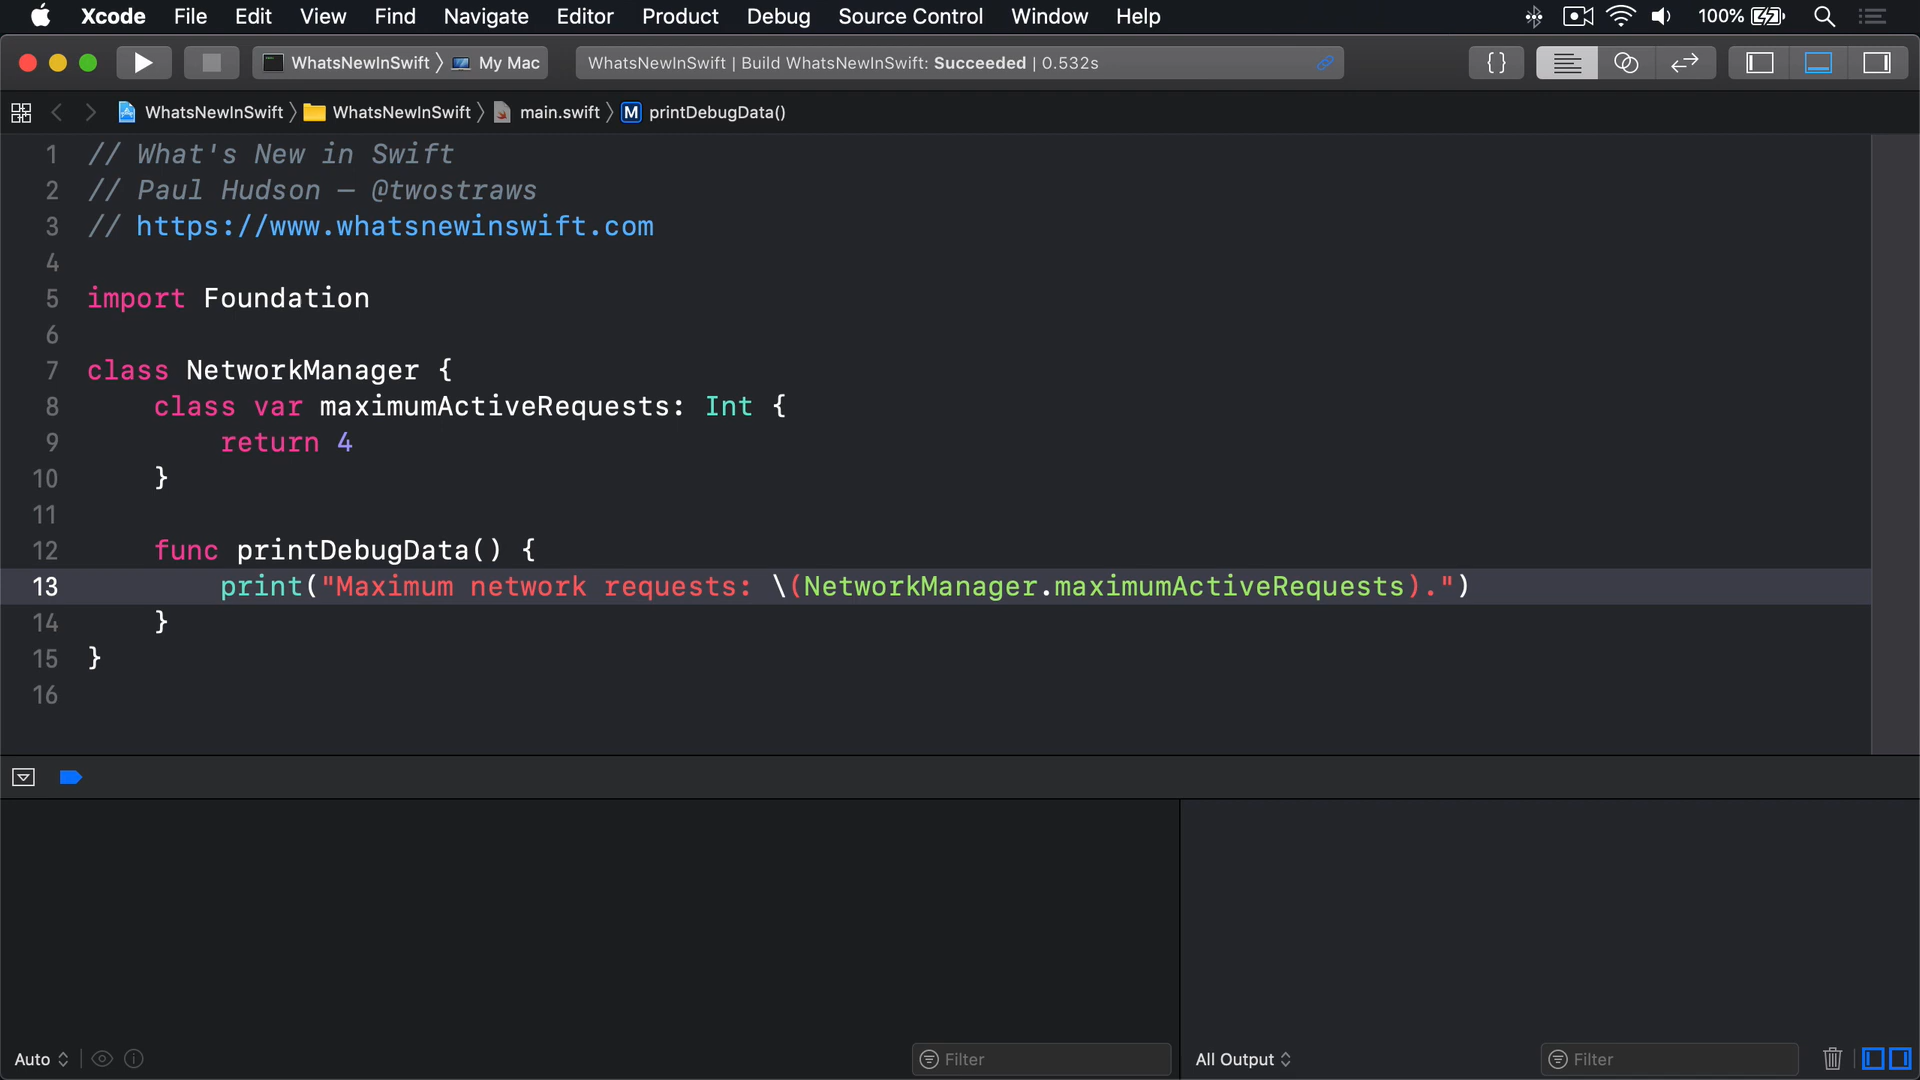 Xcode File Edit View Find Navigate Editor Product Debug Source Control Window Help 100%
WhatsNewInSwift My Mac WhatsNewInSwift | Build WhatsNewInSwift: Succeeded | 0.532s {}
WhatsNewInSwift WhatsNewInSwift main.swift M printDebugData()
1 // What's New in Swift
2 // Paul Hudson — @twostraws
3 // https://www.whatsnewinswift.com
4
5 import Foundation
6
7 class NetworkManager {
8 class var maximumActiveRequests: Int {
9 return 4
10 }
11
12 func printDebugData() {
13 print("Maximum network requests: \(NetworkManager.maximumActiveRequests).")
14 }
15 }
16
Auto Filter All Output Filter